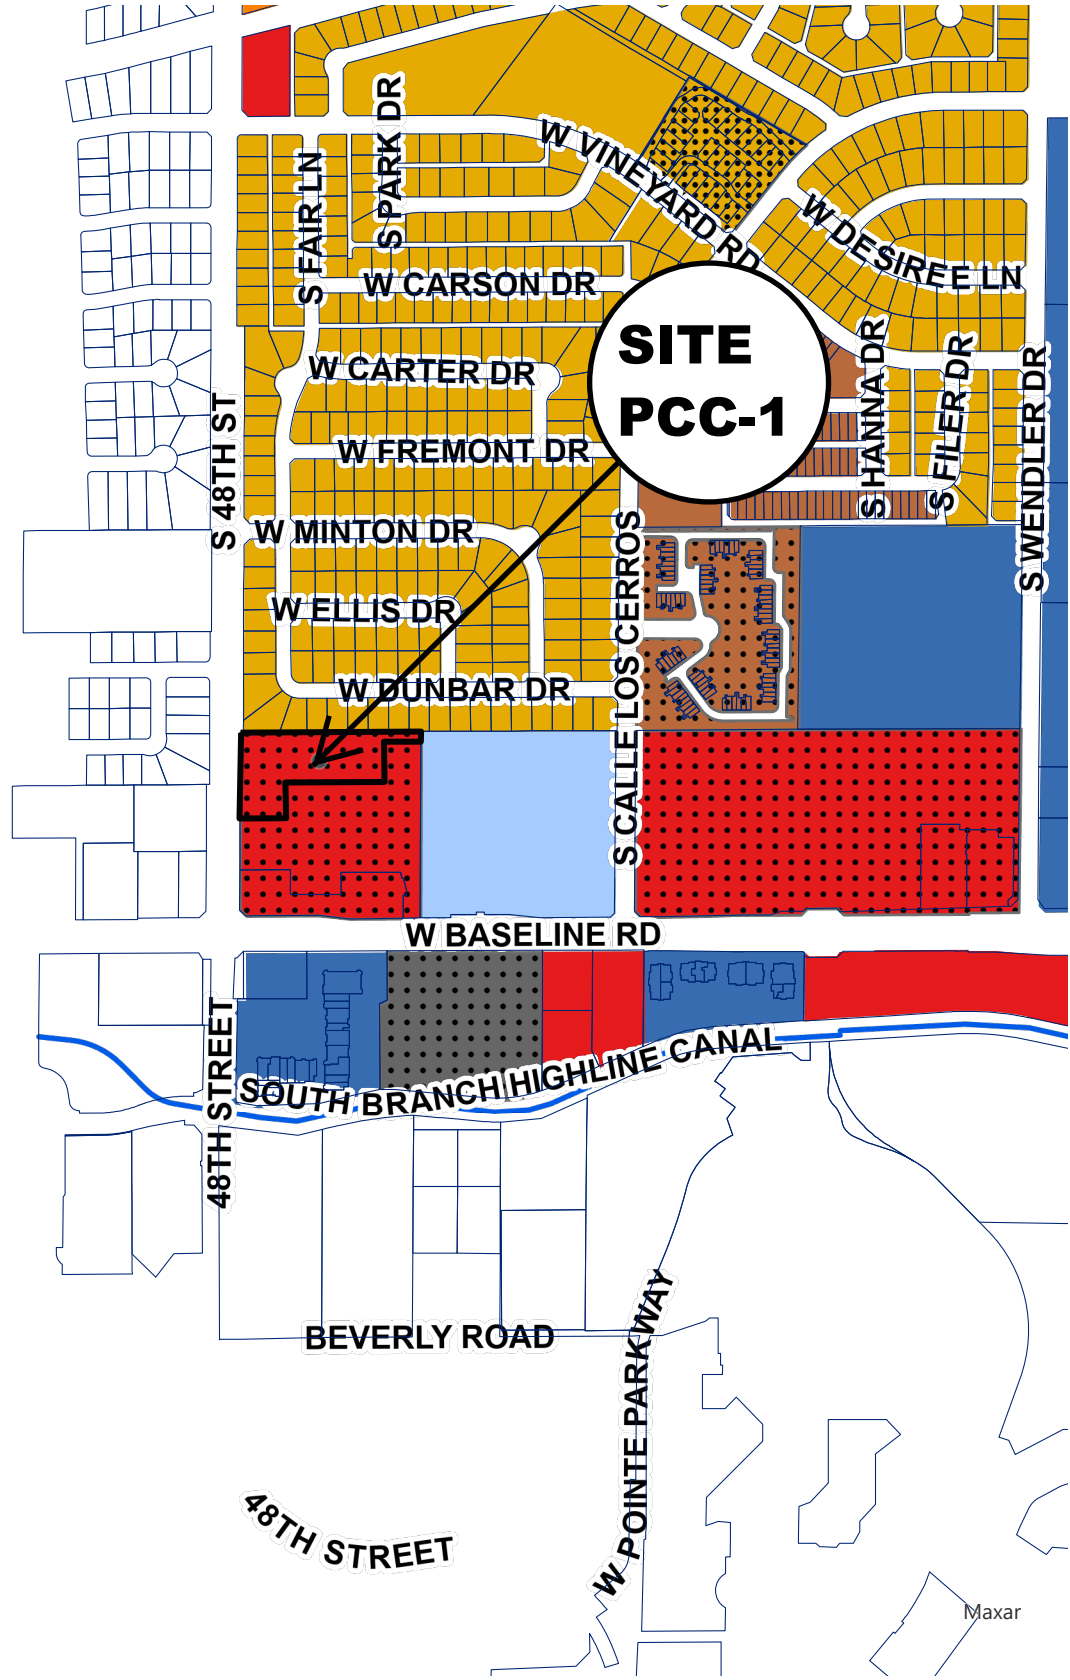 S PARK DR
W VINEYARD RD
S FAIR LN
W DESIREE LN
W CARSON DR
SITE
PCC-1
W CARTER DR
S HANNA DR
S FILER DR
S WENDLER DR
S 48TH ST
W FREMONT DR
W MINTON DR
W ELLIS DR
S CALLE LOS CERROS
W DUNBAR DR
W BASELINE RD
48TH STREET
SOUTH BRANCH HIGHLINE CANAL
BEVERLY ROAD
W POINTE PARKWAY
48TH STREET
Maxar